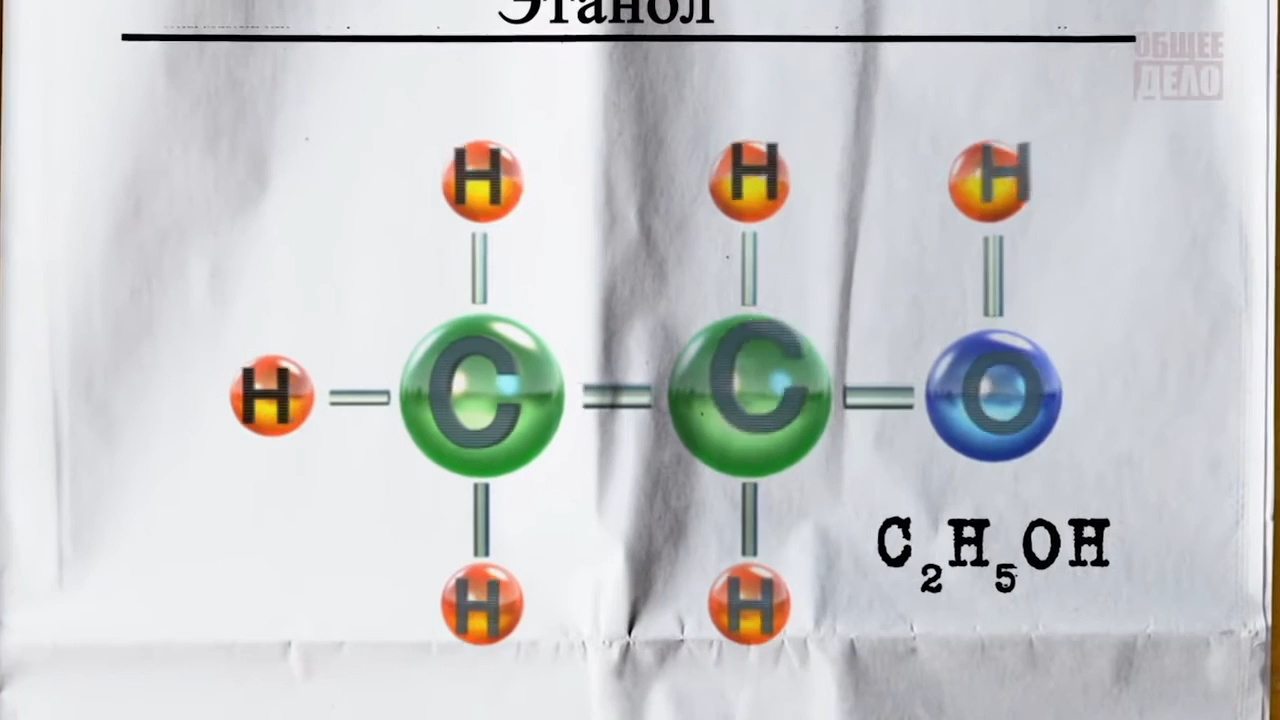 Этанол
ОБЩЕЕ
ДЕЛО
H H H
H C C O
C₂H₅OH
H H